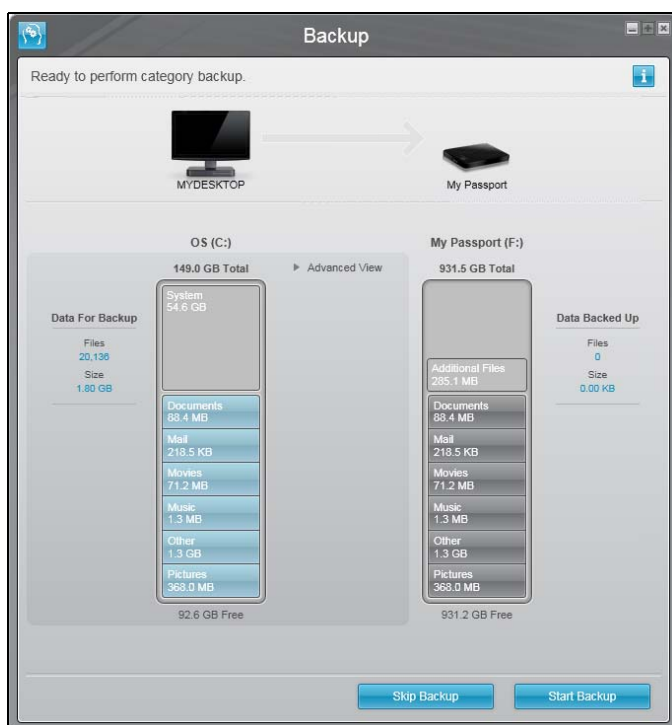 Backup
Ready to perform category backup.
MYDESKTOP
My Passport
OS (C:)
149.0 GB Total
Advanced View
Data For Backup
Files
20,136
Size
1.80 GB
System
54.6 GB
Documents
88.4 MB
Mail
218.5 KB
Movies
71.2 MB
Music
1.3 MB
Other
1.3 GB
Pictures
368.0 MB
92.6 GB Free
My Passport (F:)
931.5 GB Total
Additional Files
285.1 MB
Documents
88.4 MB
Mail
218.5 KB
Movies
71.2 MB
Music
1.3 MB
Other
1.3 GB
Pictures
368.0 MB
931.2 GB Free
Data Backed Up
Files
0
Size
0.00 KB
Skip Backup
Start Backup